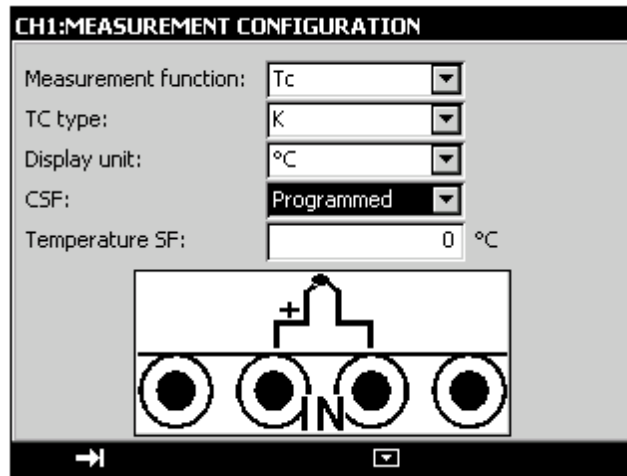 CH1:MEASUREMENT CONFIGURATION
Measurement function: Tc
TC type: K
Display unit: °C
CSF: Programmed
Temperature SF: 0 °C
+
IN